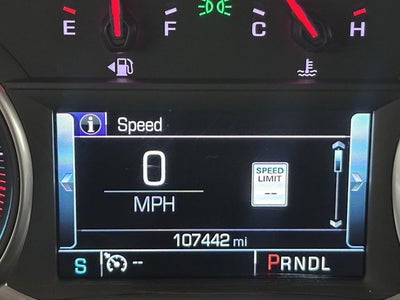 E F C H
i Speed
0
MPH
SPEED
LIMIT
--
107442 mi
S -- PRNDL